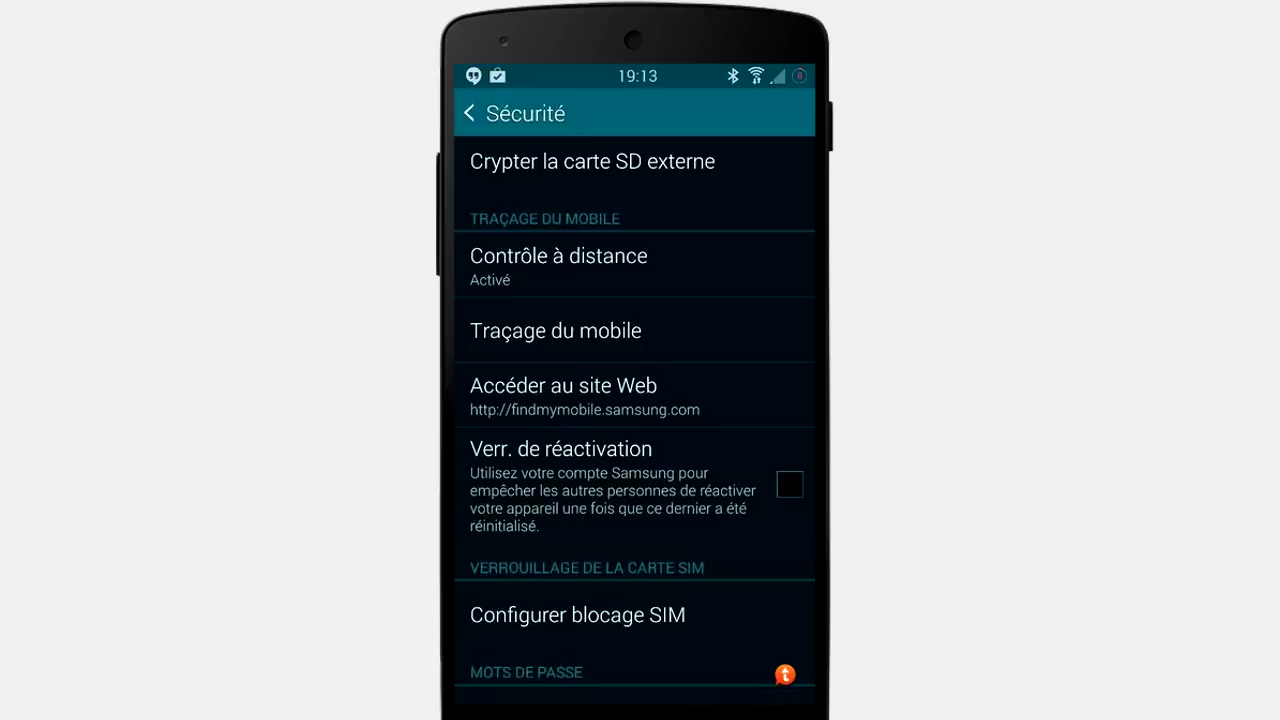 19:13
Sécurité
Crypter la carte SD externe
TRAÇAGE DU MOBILE
Contrôle à distance
Activé
Traçage du mobile
Accéder au site Web
http://findmymobile.samsung.com
Verr. de réactivation
Utilisez votre compte Samsung pour
empêcher les autres personnes de réactiver
votre appareil une fois que ce dernier a été
réinitialisé.
VERROUILLAGE DE LA CARTE SIM
Configurer blocage SIM
MOTS DE PASSE
t